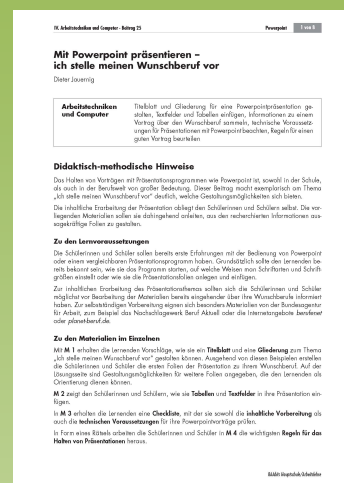 IV. Arbeitstechniken und Computer - Beitrag 25
Powerpoint
1 von 8
Mit Powerpoint präsentieren –
ich stelle meinen Wunschberuf vor
Dieter Jauernig
Arbeitstechniken
und Computer
Titelblatt und Gliederung für eine Powerpointpräsentation ge-
stalten, Textfelder und Tabellen einfügen, Informationen zu einem
Vortrag über den Wunschberuf sammeln, technische Voraussetz-
ungen für Präsentationen mit Powerpoint beachten, Regeln für einen
guten Vortrag beurteilen
Didaktisch-methodische Hinweise
Das Halten von Vorträgen mit Präsentationsprogrammen wie Powerpoint ist, sowohl in der Schule,
als auch in der Berufswelt von großer Bedeutung. Dieser Beitrag macht exemplarisch am Thema
„Ich stelle meinen Wunschberuf vor“ deutlich, welche Gestaltungsmöglichkeiten sich bieten.
Die inhaltliche Erarbeitung der Präsentation obliegt den Schülerinnen und Schülern selbst. Die vor-
liegenden Materialien sollen sie dahingehend anleiten, aus den recherchierten Informationen aus-
sagekräftige Folien zu gestalten.
Zu den Lernvoraussetzungen
Die Schülerinnen und Schüler sollen bereits erste Erfahrungen mit der Bedienung von Powerpoint
oder einem vergleichbaren Präsentationsprogramm haben. Grundsätzlich sollte den Lernenden be-
reits bekannt sein, wie sie das Programm starten, auf welche Weisen man Schriftarten und Schrift-
größen einstellt oder wie sie die Präsentationsfolien anlegen und einfügen.
Zur inhaltlichen Erarbeitung des Präsentationsthemas sollten sich die Schülerinnen und Schüler
möglichst vor Bearbeitung der Materialien bereits eingehender über ihre Wunschberufe informiert
haben. Zur selbstständigen Vorbereitung eignen sich besonders Materialien von der Bundesagentur
für Arbeit, zum Beispiel das Nachschlagewerk Beruf Aktuell oder die Internetangebote berufenet
oder planet-beruf.de.
Zu den Materialien im Einzelnen
Mit M 1 erhalten die Lernenden Vorschläge, wie sie ein Titelblatt und eine Gliederung zum Thema
„Ich stelle meinen Wunschberuf vor“ gestalten können. Ausgehend von diesen Beispielen erstellen
die Schülerinnen und Schüler die ersten Folien der Präsentation zu ihrem Wunschberuf. Auf der
Lösungsseite sind Gestaltungsmöglichkeiten für weitere Folien angegeben, die den Lernenden als
Orientierung dienen können.
M 2 zeigt den Schülerinnen und Schülern, wie sie Tabellen und Textfelder in ihre Präsentation ein-
fügen.
In M 3 erhalten die Lernenden eine Checkliste, mit der sie sowohl die inhaltliche Vorbereitung als
auch die technischen Voraussetzungen für ihre Powerpointvorträge prüfen.
In Form eines Rätsels arbeiten die Schülerinnen und Schüler in M 4 die wichtigsten Regeln für das
Halten von Präsentationen heraus.